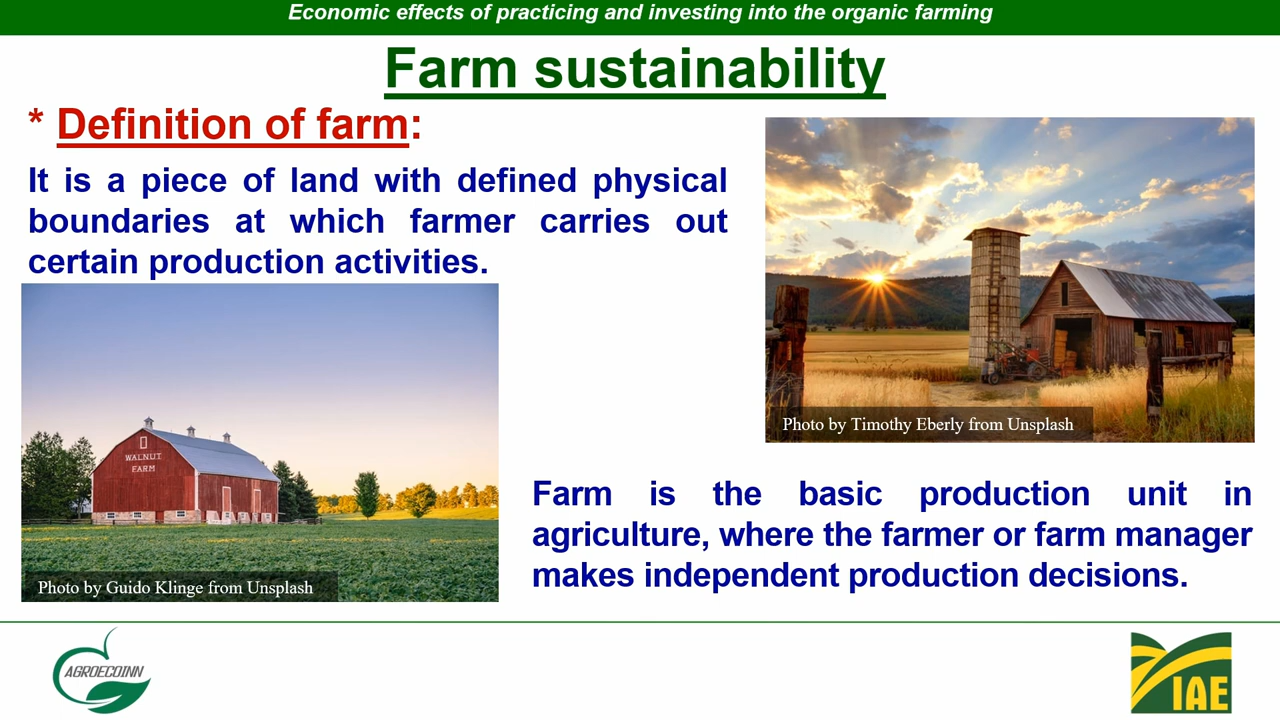 Economic effects of practicing and investing into the organic farming
Farm sustainability
* Definition of farm:
It is a piece of land with defined physical
boundaries at which farmer carries out
certain production activities.
Photo by Timothy Eberly from Unsplash
WALNUT
FARM
Photo by Guido Klinge from Unsplash
Farm is the basic production unit in
agriculture, where the farmer or farm manager
makes independent production decisions.
AGROECOINN
IAE